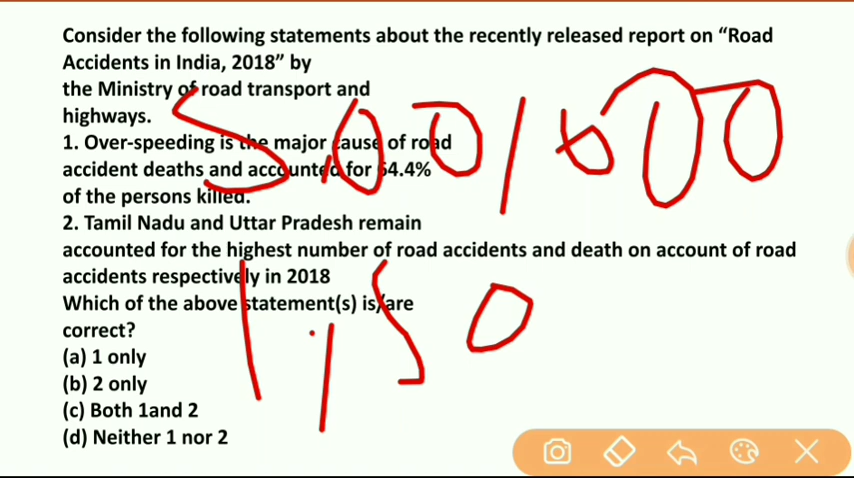 Consider the following statements about the recently released report on “Road
Accidents in India, 2018” by
the Ministry of road transport and
highways.
1. Over-speeding is the major cause of road
accident deaths and accounted for 64.4%
of the persons killed.
2. Tamil Nadu and Uttar Pradesh remain
accounted for the highest number of road accidents and death on account of road
accidents respectively in 2018
Which of the above statement(s) is/are
correct?
(a) 1 only
(b) 2 only
(c) Both 1and 2
(d) Neither 1 nor 2